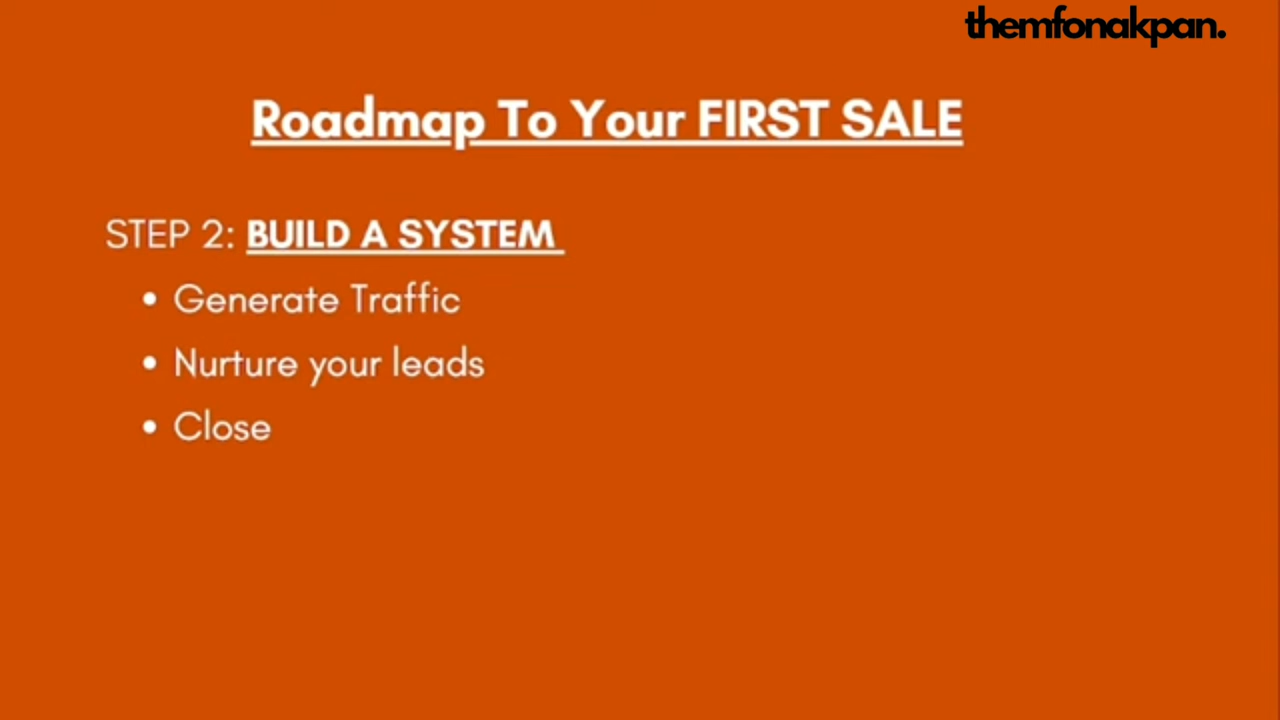 themfonakpan.
Roadmap To Your FIRST SALE
STEP 2: BUILD A SYSTEM
• Generate Traffic
• Nurture your leads
• Close